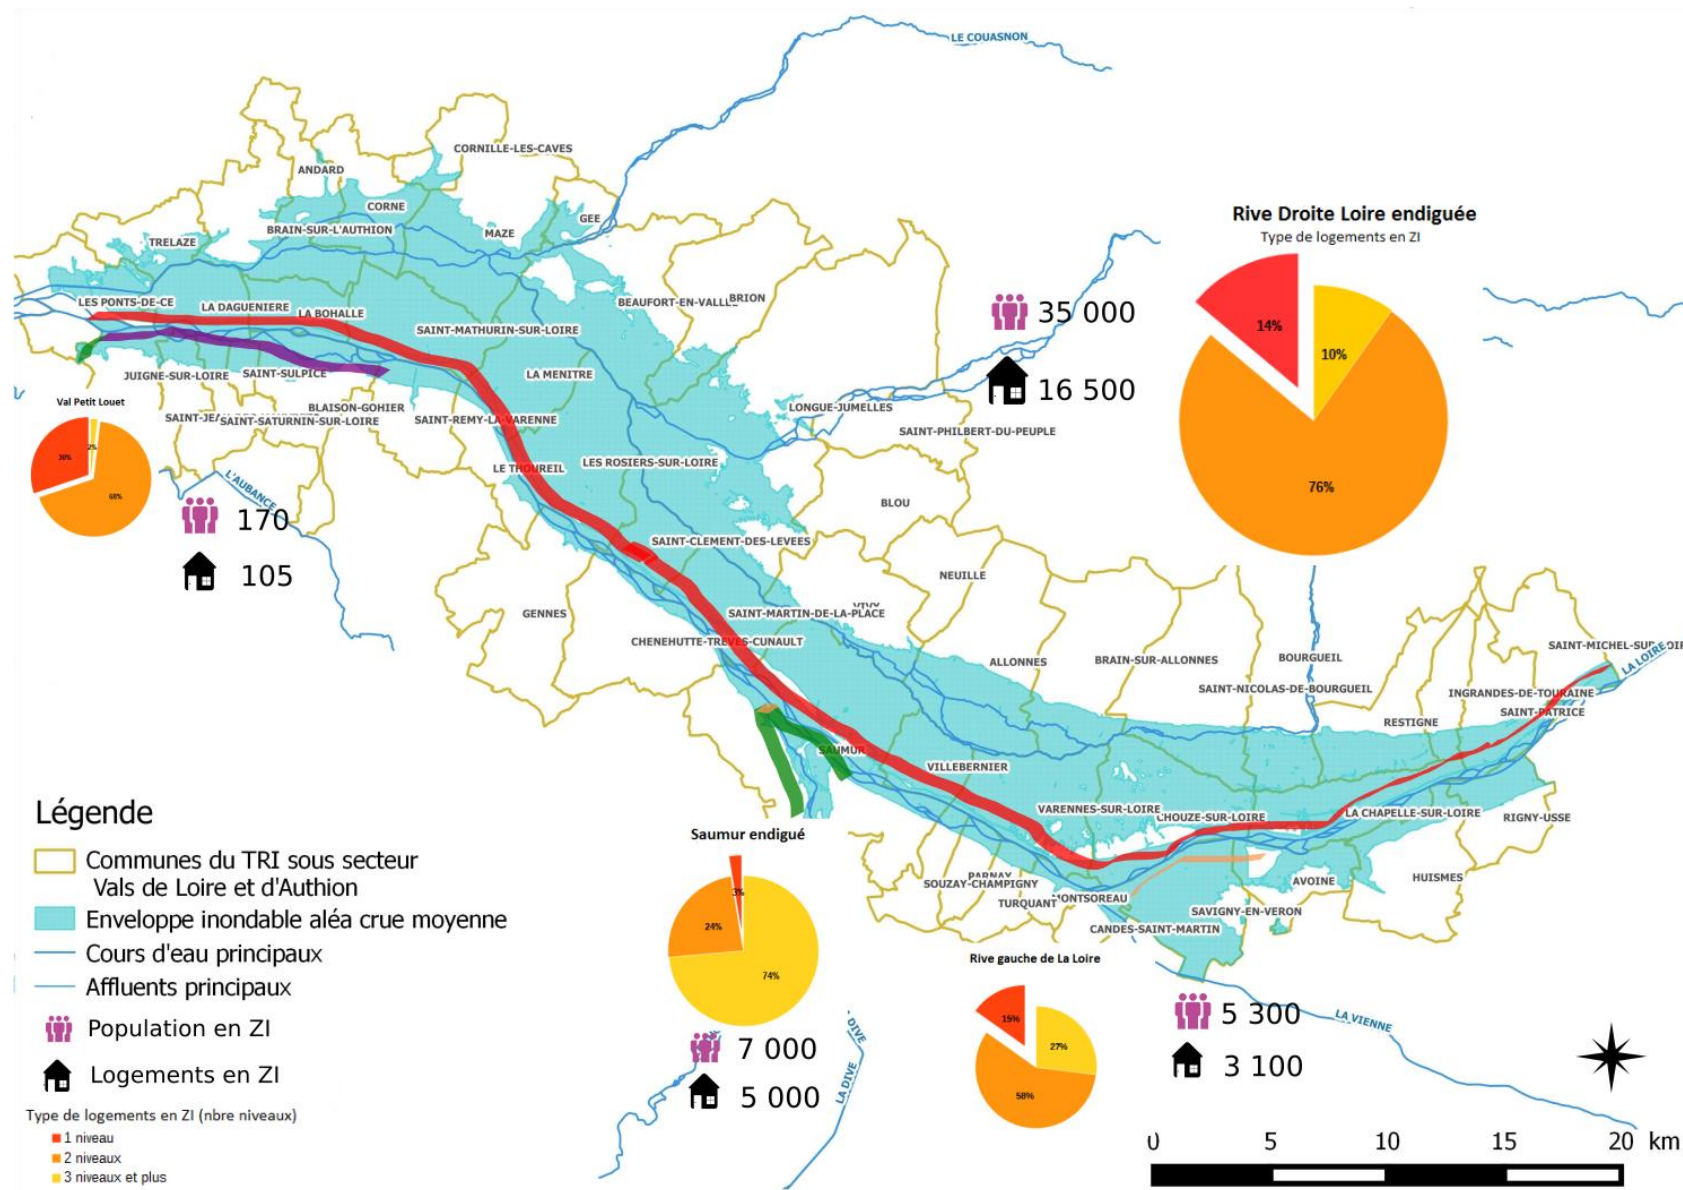 LE COUASNON
CORNILLE-LES-CAVES
ANDARD
CORNE
GEE
BRAIN-SUR-L'AUTHION
MAZE
TRELAZE
Rive Droite Loire endiguée
Type de logements en ZI
14%
10%
76%
35 000
16 500
LES PONTS-DE-CE
LA DAGUENIERE
LA BOHALLE
BEAUFORT-EN-VALL
BRION
SAINT-MATHURIN-SUR-LOIRE
JUIGNE-SUR-LOIRE
SAINT-SULPICE
LA MENITRE
Val Petit Louet
30%
2%
68%
BLAISON-GOHIER
SAINT-SATURNIN-SUR-LOIRE
SAINT-REMY-LA-VARENNE
LONGUE-JUMELLES
SAINT-PHILBERT-DU-PEUPLE
LE THOUREIL
LES ROSIERS-SUR-LOIRE
L'AUBANCE
170
105
BLOU
SAINT-CLEMENT-DES-LEVEES
NEUILLE
GENNES
SAINT-MARTIN-DE-LA-PLACE
CHENEHUTTE-TREVES-CUNAULT
ALLONNES
BRAIN-SUR-ALLONNES
BOURGUEIL
SAINT-MICHEL-SUR-LOIR
LA LOIRE
SAINT-NICOLAS-DE-BOURGUEIL
INGRANDES-DE-TOURAINE
SAINT-PATRICE
RESTIGNE
SAUMUR
VILLEBERNIER
VARENNES-SUR-LOIRE
CHOUZE-SUR-LOIRE
LA CHAPELLE-SUR-LOIRE
RIGNY-USSE
PARNAY
SOUZAY-CHAMPIGNY
TURQUANT
MONTSOREAU
AVOINE
HUISMES
SAVIGNY-EN-VERON
CANDES-SAINT-MARTIN
Légende
Communes du TRI sous secteur
Vals de Loire et d'Authion
Enveloppe inondable aléa crue moyenne
Cours d'eau principaux
Affluents principaux
Population en ZI
Logements en ZI
Type de logements en ZI (nbre niveaux)
1 niveau
2 niveaux
3 niveaux et plus
Saumur endigué
3%
24%
74%
7 000
5 000
DIVE
LA DIVE
Rive gauche de La Loire
15%
27%
58%
5 300
3 100
LA VIENNE
0 5 10 15 20 km